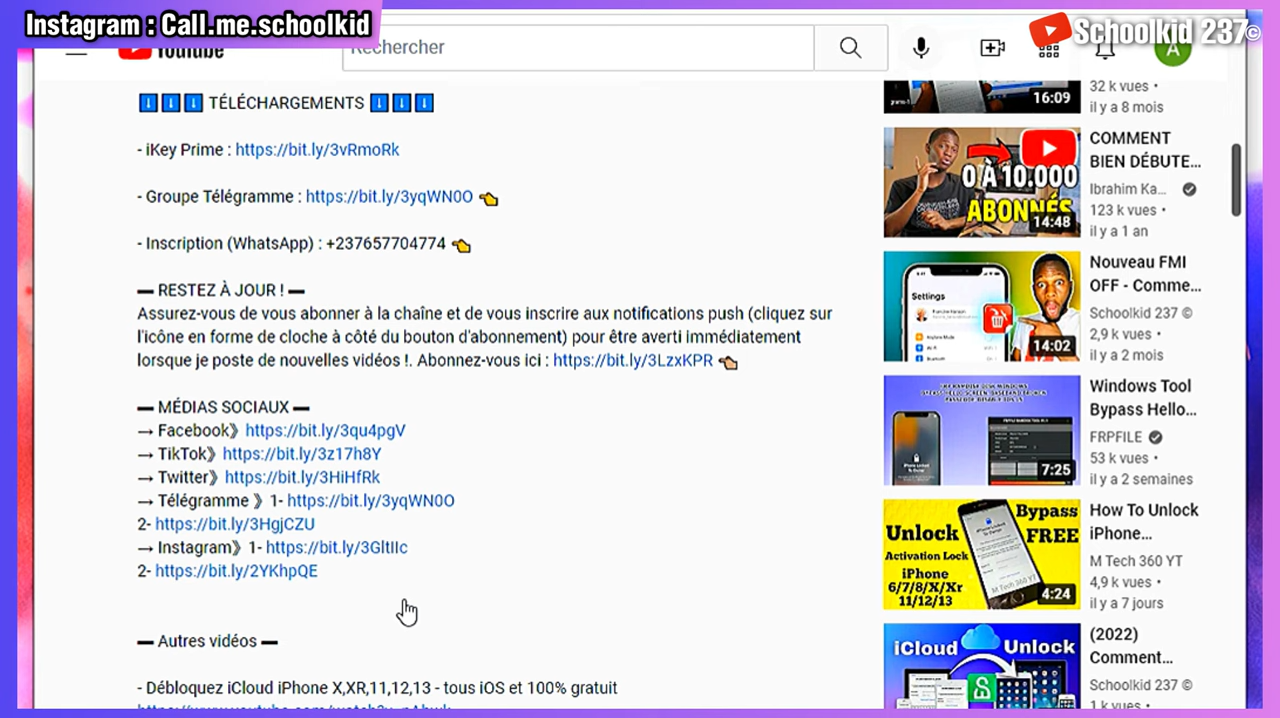 Instagram : Call.me.schoolkid
Schoolkid 237©
YouTube
Rechercher
A
TÉLÉCHARGEMENTS
- iKey Prime : https://bit.ly/3vRmoRk
- Groupe Télégramme : https://bit.ly/3yqWN0O
- Inscription (WhatsApp) : +237657704774
▬ RESTEZ À JOUR ! ▬
Assurez-vous de vous abonner à la chaîne et de vous inscrire aux notifications push (cliquez sur
l'icône en forme de cloche à côté du bouton d'abonnement) pour être averti immédiatement
lorsque je poste de nouvelles vidéos !. Abonnez-vous ici : https://bit.ly/3LzxKPR
▬ MÉDIAS SOCIAUX ▬
→ Facebook》 https://bit.ly/3qu4pgV
→ TikTok》 https://bit.ly/3z17h8Y
→ Twitter》 https://bit.ly/3HiHfRk
→ Télégramme 》1- https://bit.ly/3yqWN0O
2- https://bit.ly/3HgjCZU
→ Instagram》 1- https://bit.ly/3GltIIc
2- https://bit.ly/2YKhpQE
▬ Autres vidéos ▬
- Débloquez iCloud iPhone X,XR,11,12,13 - tous iOS et 100% gratuit
16:09
32 k vues •
il y a 8 mois
0 À 10.000
ABONNÉS
14:48
COMMENT
BIEN DÉBUTE...
Ibrahim Ka...
123 k vues •
il y a 1 an
Settings
14:02
Nouveau FMI
OFF - Comme...
Schoolkid 237 ©
2,9 k vues •
il y a 2 mois
7:25
Windows Tool
Bypass Hello...
FRPFILE
53 k vues •
il y a 2 semaines
Unlock
Bypass
FREE
Activation Lock
iPhone
6/7/8/X/Xr
11/12/13
M Tech 360 YT
4:24
How To Unlock
iPhone...
M Tech 360 YT
4,9 k vues •
il y a 7 jours
iCloud Unlock
(2022)
Comment...
Schoolkid 237 ©
1 k vues •